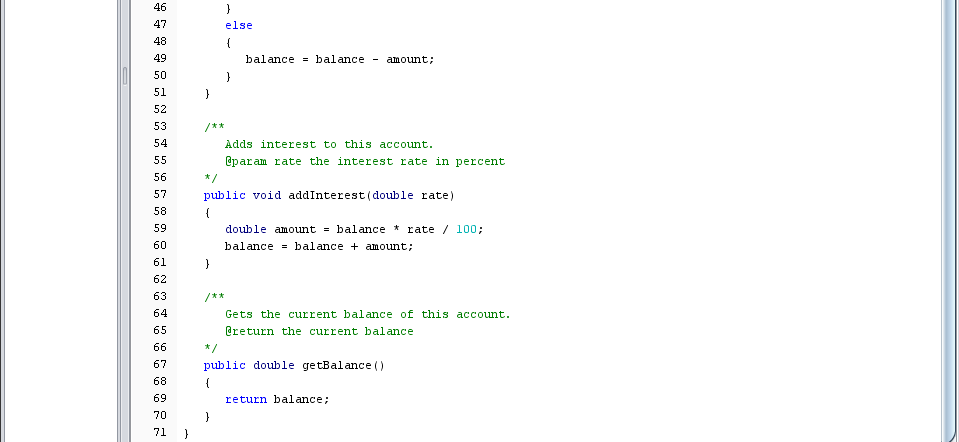 46 }
47 else
48 {
49 balance = balance - amount;
50 }
51 }
52
53 /**
54 Adds interest to this account.
55 @param rate the interest rate in percent
56 */
57 public void addInterest(double rate)
58 {
59 double amount = balance * rate / 100;
60 balance = balance + amount;
61 }
62
63 /**
64 Gets the current balance of this account.
65 @return the current balance
66 */
67 public double getBalance()
68 {
69 return balance;
70 }
71 }